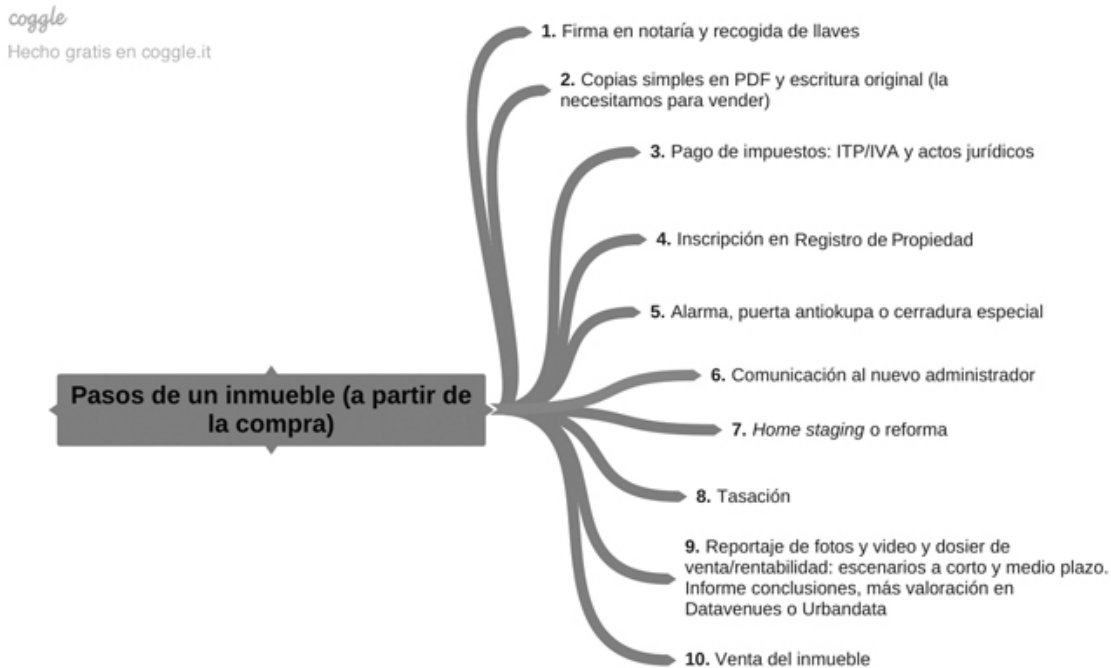 coggle
Hecho gratis en coggle.it
1. Firma en notaría y recogida de llaves
2. Copias simples en PDF y escritura original (la
necesitamos para vender)
3. Pago de impuestos: ITP/IVA y actos jurídicos
4. Inscripción en Registro de Propiedad
5. Alarma, puerta antiokupa o cerradura especial
Pasos de un inmueble (a partir de
la compra)
6. Comunicación al nuevo administrador
7. Home staging o reforma
8. Tasación
9. Reportaje de fotos y video y dosier de
venta/rentabilidad: escenarios a corto y medio plazo.
Informe conclusiones, más valoración en
Datavenues o Urbandata
10. Venta del inmueble